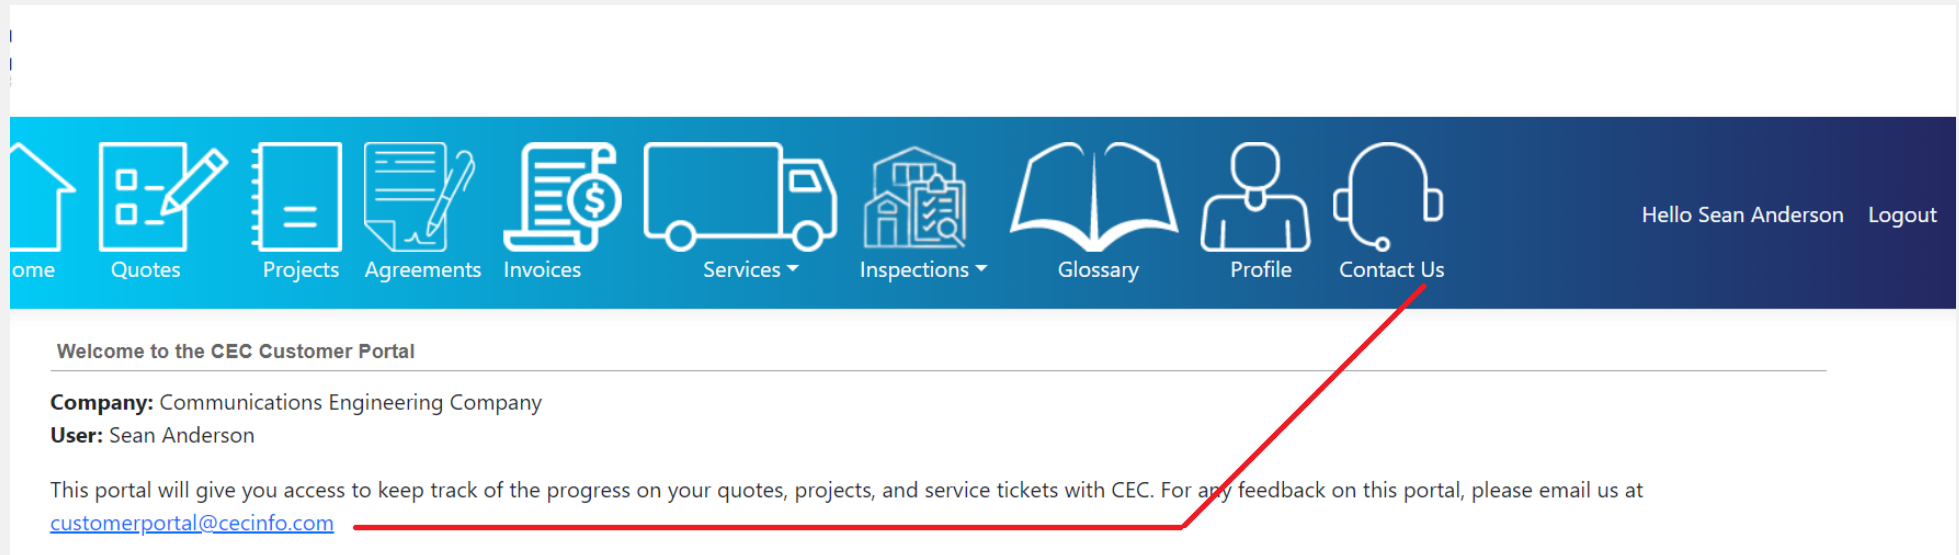 Hello Sean Anderson Logout
ome Quotes Projects Agreements Invoices Services Inspections Glossary Profile Contact Us
Welcome to the CEC Customer Portal
Company: Communications Engineering Company
User: Sean Anderson
This portal will give you access to keep track of the progress on your quotes, projects, and service tickets with CEC. For any feedback on this portal, please email us at
customerportal@cecinfo.com